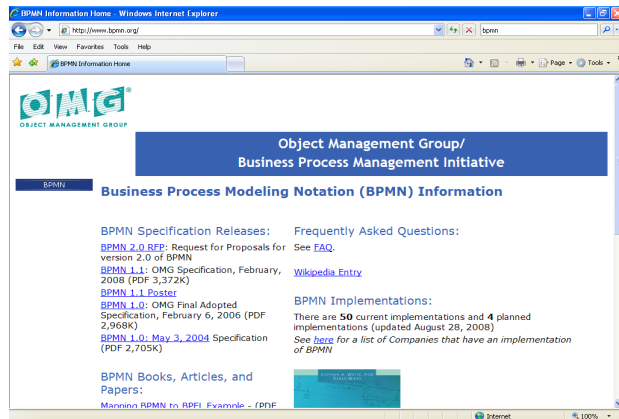 BPMN Information Home - Windows Internet Explorer
http://www.bpmn.org/
bpmn
File Edit View Favorites Tools Help
BPMN Information Home
Page Tools
OMG®
OBJECT MANAGEMENT GROUP
Object Management Group/
Business Process Management Initiative
BPMN
Business Process Modeling Notation (BPMN) Information
BPMN Specification Releases:
BPMN 2.0 RFP: Request for Proposals for
version 2.0 of BPMN
BPMN 1.1: OMG Specification, February,
2008 (PDF 3,372K)
BPMN 1.1 Poster
BPMN 1.0: OMG Final Adopted
Specification, February 6, 2006 (PDF
2,968K)
BPMN 1.0: May 3, 2004 Specification
(PDF 2,705K)
BPMN Books, Articles, and
Papers:
Mapping BPMN to BPEL Example - (PDF
Frequently Asked Questions:
See FAQ.
Wikipedia Entry
BPMN Implementations:
There are 50 current implementations and 4 planned
implementations (updated August 28, 2008)
See here for a list of Companies that have an implementation
of BPMN
Internet
100%